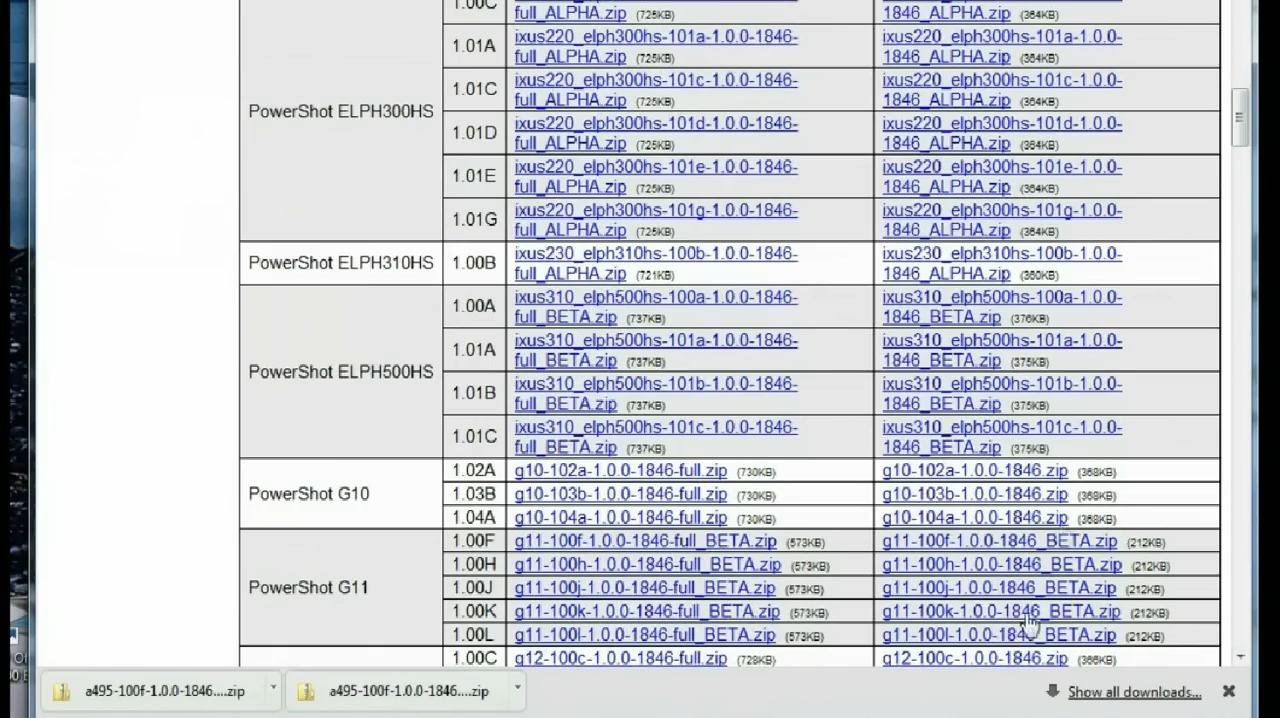 1.00C
full_ALPHA.zip (725KB)
1846_ALPHA.zip (364KB)
PowerShot ELPH300HS
1.01A
ixus220_elph300hs-101a-1.0.0-1846-
full_ALPHA.zip (725KB)
ixus220_elph300hs-101a-1.0.0-
1846_ALPHA.zip (364KB)
1.01C
ixus220_elph300hs-101c-1.0.0-1846-
full_ALPHA.zip (725KB)
ixus220_elph300hs-101c-1.0.0-
1846_ALPHA.zip (364KB)
1.01D
ixus220_elph300hs-101d-1.0.0-1846-
full_ALPHA.zip (725KB)
ixus220_elph300hs-101d-1.0.0-
1846_ALPHA.zip (364KB)
1.01E
ixus220_elph300hs-101e-1.0.0-1846-
full_ALPHA.zip (725KB)
ixus220_elph300hs-101e-1.0.0-
1846_ALPHA.zip (364KB)
1.01G
ixus220_elph300hs-101g-1.0.0-1846-
full_ALPHA.zip (725KB)
ixus220_elph300hs-101g-1.0.0-
1846_ALPHA.zip (364KB)
PowerShot ELPH310HS
1.00B
ixus230_elph310hs-100b-1.0.0-1846-
full_ALPHA.zip (721KB)
ixus230_elph310hs-100b-1.0.0-
1846_ALPHA.zip (360KB)
PowerShot ELPH500HS
1.00A
ixus310_elph500hs-100a-1.0.0-1846-
full_BETA.zip (737KB)
ixus310_elph500hs-100a-1.0.0-
1846_BETA.zip (376KB)
1.01A
ixus310_elph500hs-101a-1.0.0-1846-
full_BETA.zip (737KB)
ixus310_elph500hs-101a-1.0.0-
1846_BETA.zip (375KB)
1.01B
ixus310_elph500hs-101b-1.0.0-1846-
full_BETA.zip (737KB)
ixus310_elph500hs-101b-1.0.0-
1846_BETA.zip (375KB)
1.01C
ixus310_elph500hs-101c-1.0.0-1846-
full_BETA.zip (737KB)
ixus310_elph500hs-101c-1.0.0-
1846_BETA.zip (375KB)
PowerShot G10
1.02A g10-102a-1.0.0-1846-full.zip (730KB) g10-102a-1.0.0-1846.zip (368KB)
1.03B g10-103b-1.0.0-1846-full.zip (730KB) g10-103b-1.0.0-1846.zip (368KB)
1.04A g10-104a-1.0.0-1846-full.zip (730KB) g10-104a-1.0.0-1846.zip (368KB)
PowerShot G11
1.00F g11-100f-1.0.0-1846-full_BETA.zip (573KB) g11-100f-1.0.0-1846_BETA.zip (212KB)
1.00H g11-100h-1.0.0-1846-full_BETA.zip (573KB) g11-100h-1.0.0-1846_BETA.zip (212KB)
1.00J g11-100j-1.0.0-1846-full_BETA.zip (573KB) g11-100j-1.0.0-1846_BETA.zip (212KB)
1.00K g11-100k-1.0.0-1846-full_BETA.zip (573KB) g11-100k-1.0.0-1846_BETA.zip (212KB)
1.00L g11-100l-1.0.0-1846-full_BETA.zip (573KB) g11-100l-1.0.0-1846_BETA.zip (212KB)
1.00C g12-100c-1.0.0-1846-full.zip (728KB) g12-100c-1.0.0-1846.zip (366KB)
a495-100f-1.0.0-1846....zip
a495-100f-1.0.0-1846....zip
Show all downloads...